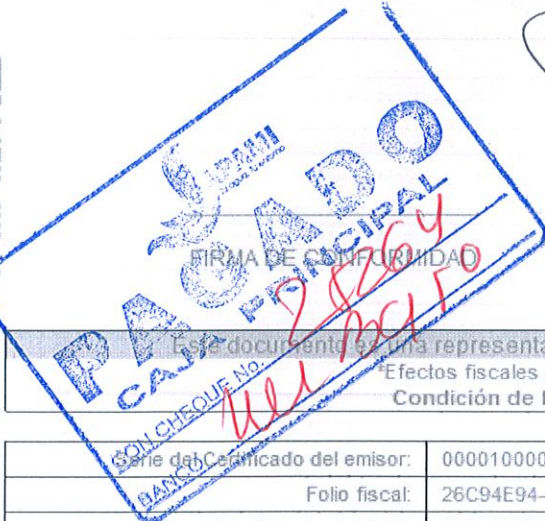 PAGADO
CAJA PRINCIPAL
CON CHEQUE No.
BANCO
FIRMA DE CONFORMIDAD
Este documento es una representa
*Efectos fiscales
Condición de
Serie del Certificado del emisor: 000010000
Folio fiscal: 26C94E94-